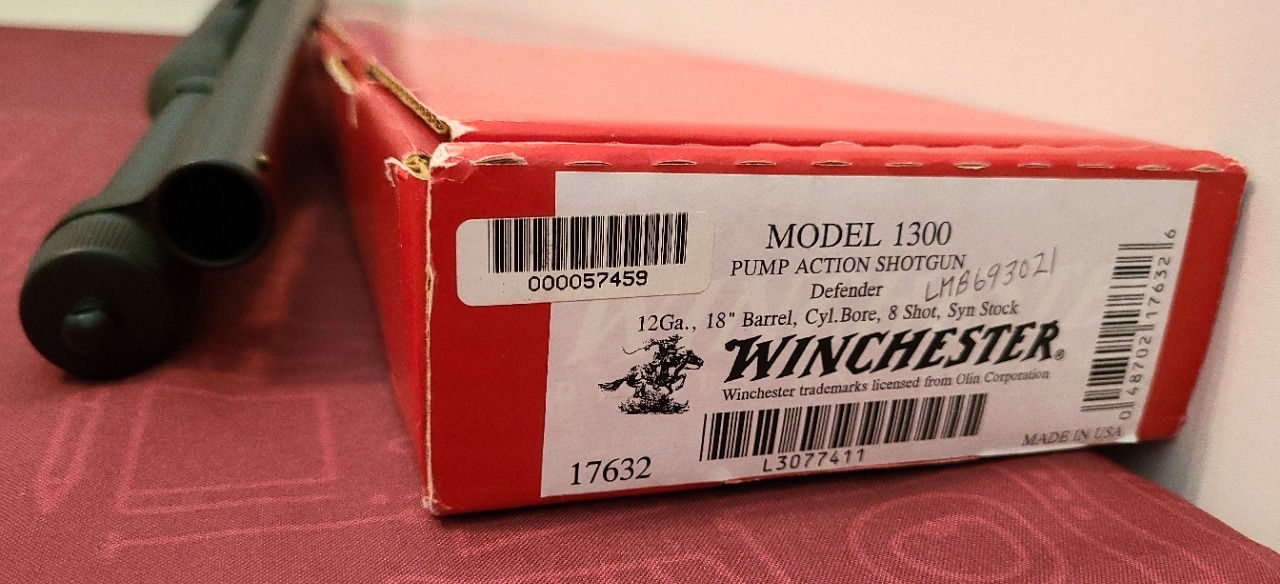 000057459
MODEL 1300
PUMP ACTION SHOTGUN
Defender
LMB693021
12Ga., 18" Barrel, Cyl.Bore, 8 Shot, Syn Stock
WINCHESTER®
Winchester trademarks licensed from Olin Corporation
L3077411
17632
MADE IN USA
0 48702 17632 6